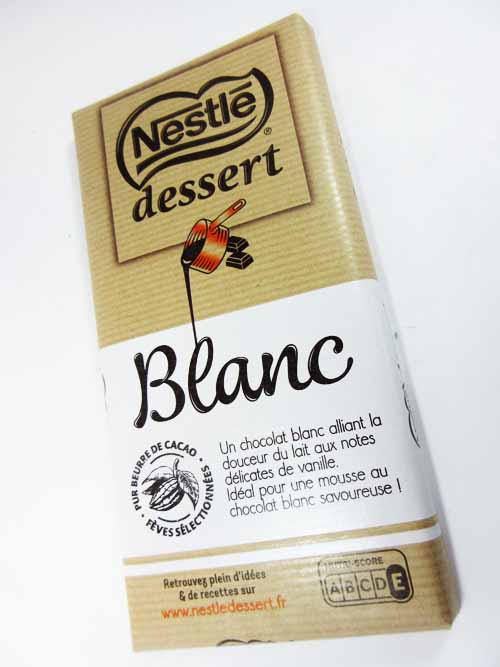 Nestlé®
dessert
Blanc
PUR BEURRE DE CACAO •
FÈVES SÉLECTIONNÉES •
Un chocolat blanc alliant la
douceur du lait aux notes
délicates de vanille.
Idéal pour une mousse au
chocolat blanc savoureuse !
Retrouvez plein d'idées
& de recettes sur
www.nestledessert.fr
NUTRI-SCORE
A B C D E